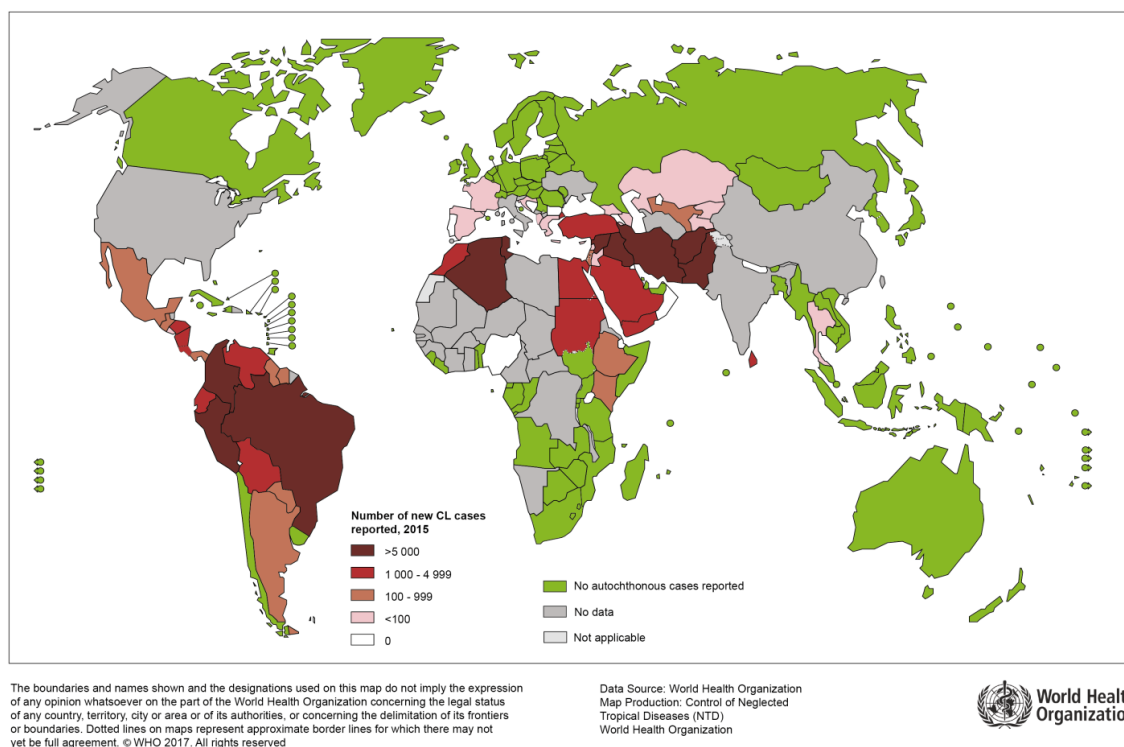 Number of new CL cases
reported, 2015
>5 000
1 000 - 4 999
100 - 999
<100
0
No autochthonous cases reported
No data
Not applicable
The boundaries and names shown and the designations used on this map do not imply the expression
of any opinion whatsoever on the part of the World Health Organization concerning the legal status
of any country, territory, city or area or of its authorities, or concerning the delimitation of its frontiers
or boundaries. Dotted lines on maps represent approximate border lines for which there may not
yet be full agreement. © WHO 2017. All rights reserved
Data Source: World Health Organization
Map Production: Control of Neglected
Tropical Diseases (NTD)
World Health Organization
World Healt
Organizatio